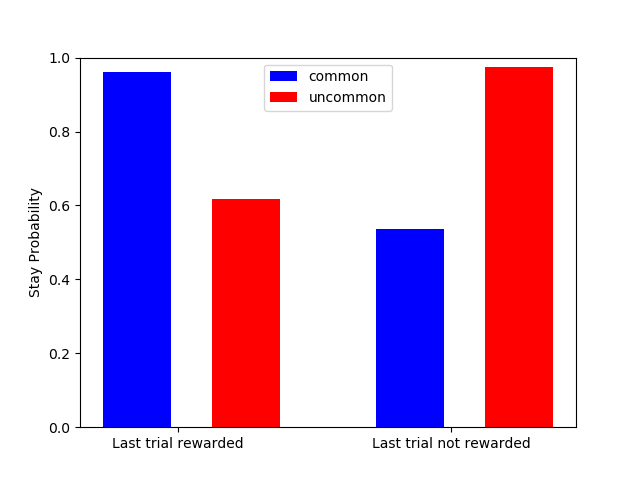 1.0
0.8
0.6
0.4
0.2
0.0
Stay Probability
common
uncommon
Last trial rewarded
Last trial not rewarded